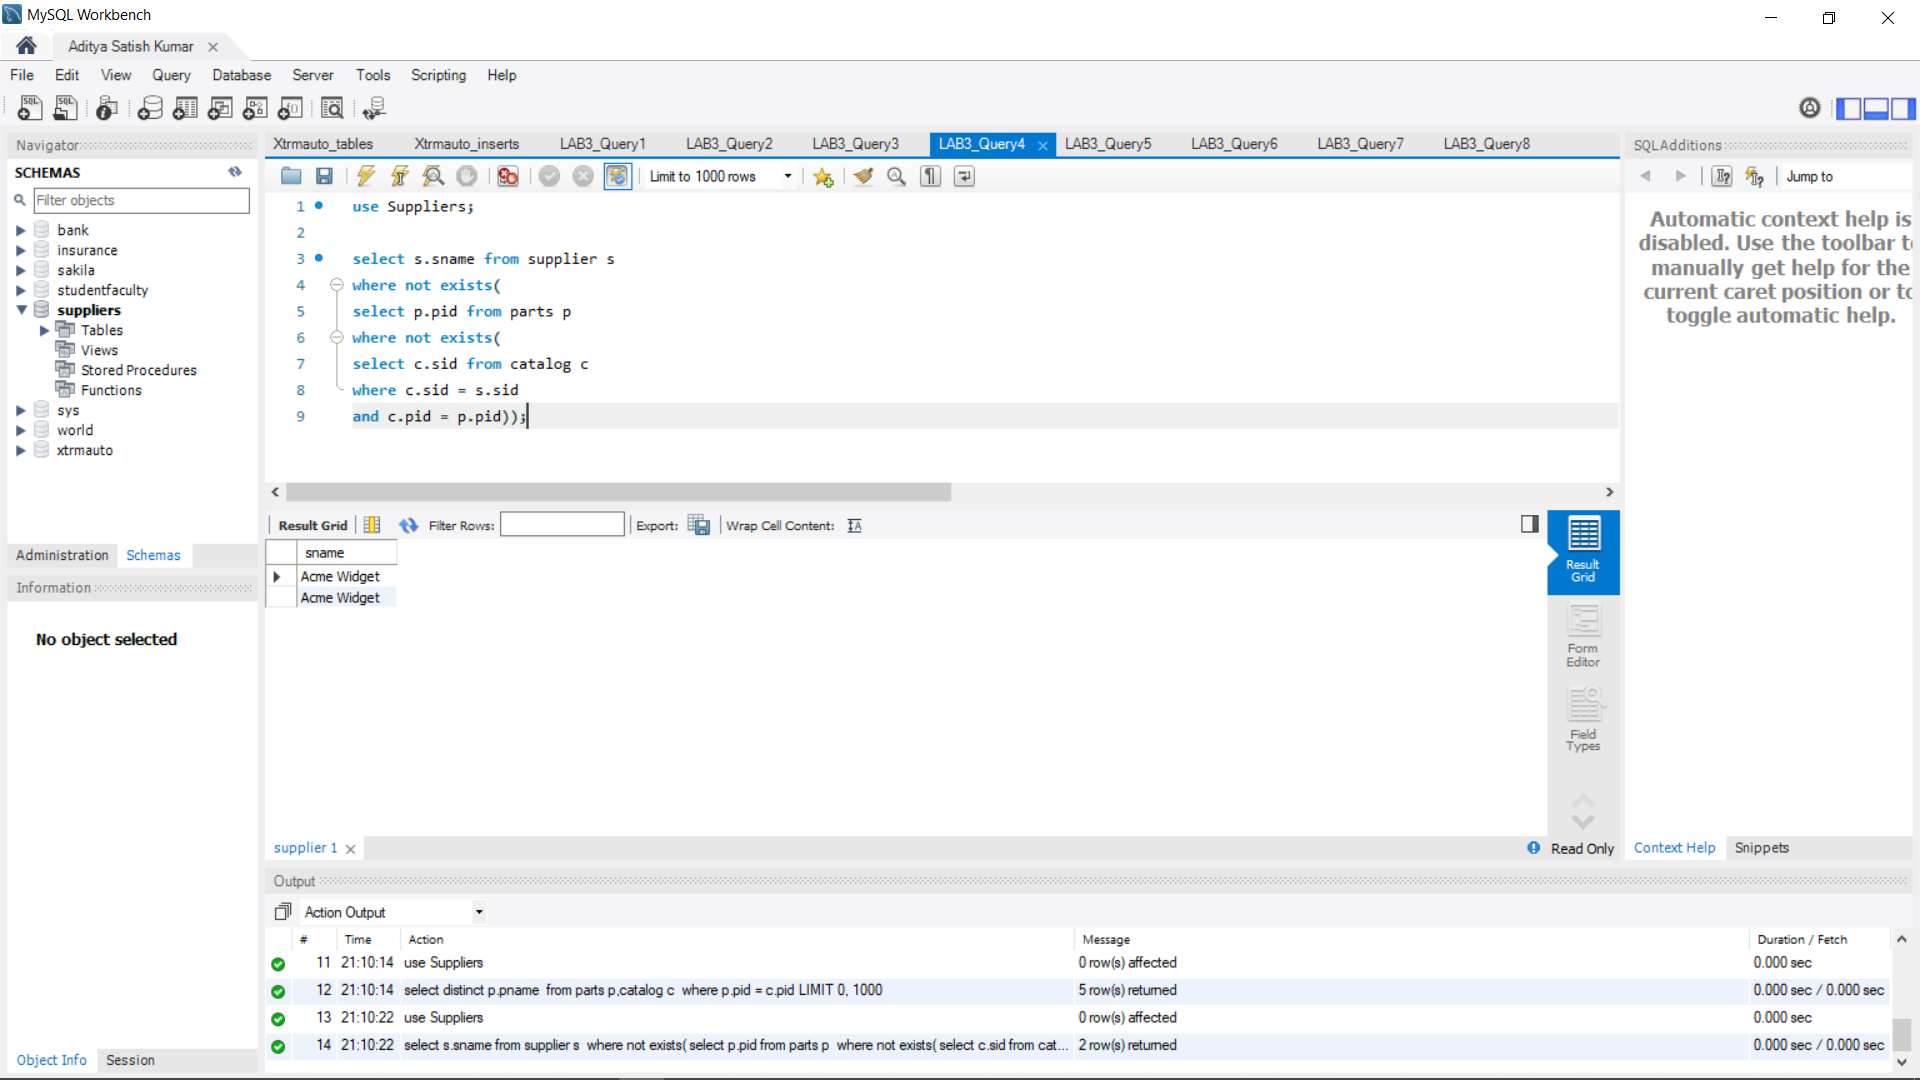 MySQL Workbench
Aditya Satish Kumar
File Edit View Query Database Server Tools Scripting Help
Navigator
SCHEMAS
Filter objects
bank
insurance
sakila
studentfaculty
suppliers
Tables
Views
Stored Procedures
Functions
sys
world
xtrmauto
Administration Schemas
Information
No object selected
Object Info Session
Xtrmauto_tables Xtrmauto_inserts LAB3_Query1 LAB3_Query2 LAB3_Query3 LAB3_Query4 LAB3_Query5 LAB3_Query6 LAB3_Query7 LAB3_Query8
Limit to 1000 rows
1 use Suppliers;
2
3 select s.sname from supplier s
4 where not exists(
5 select p.pid from parts p
6 where not exists(
7 select c.sid from catalog c
8 where c.sid = s.sid
9 and c.pid = p.pid));
Result Grid Filter Rows: Export: Wrap Cell Content:
sname
Acme Widget
Acme Widget
Result
Grid
Form
Editor
Field
Types
supplier 1 Read Only
SQLAdditions
Jump to
Automatic context help is
disabled. Use the toolbar t
manually get help for the
current caret position or to
toggle automatic help.
Context Help Snippets
Output
Action Output
# Time Action Message Duration / Fetch
11 21:10:14 use Suppliers 0 row(s) affected 0.000 sec
12 21:10:14 select distinct p.pname from parts p,catalog c where p.pid = c.pid LIMIT 0, 1000 5 row(s) returned 0.000 sec / 0.000 sec
13 21:10:22 use Suppliers 0 row(s) affected 0.000 sec
14 21:10:22 select s.sname from supplier s where not exists( select p.pid from parts p where not exists( select c.sid from cat... 2 row(s) returned 0.000 sec / 0.000 sec